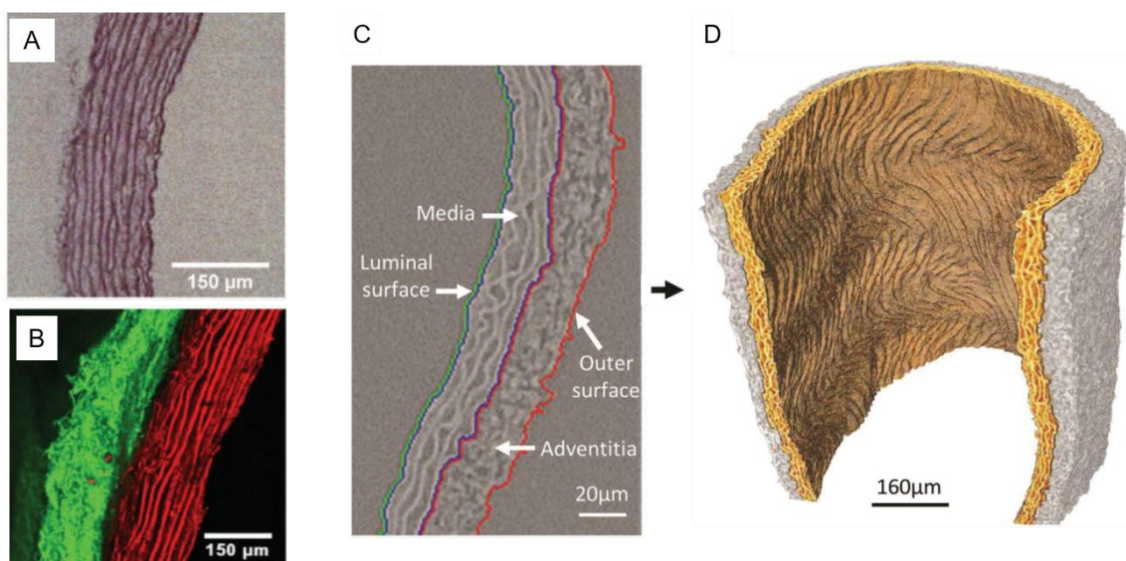 A
150 µm
B
150 µm
C
Media
Luminal
surface
Outer
surface
Adventitia
20µm
D
160µm